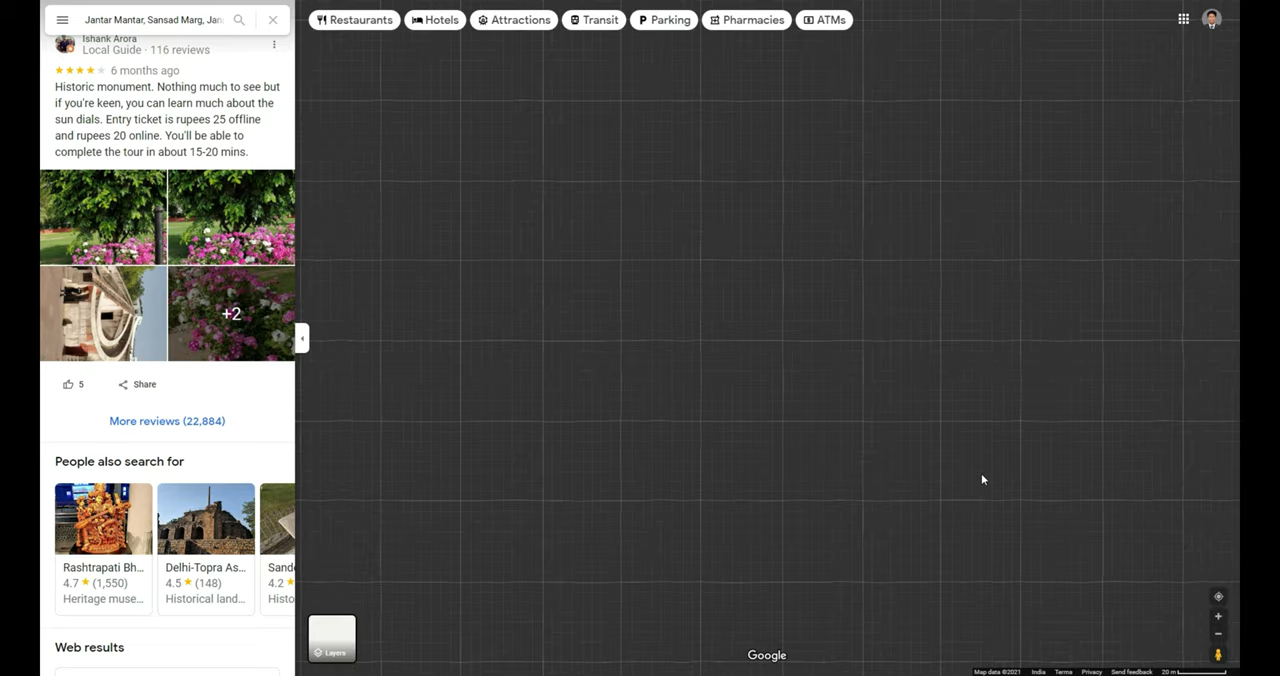 Jantar Mantar, Sansad Marg, Jan
Restaurants
Hotels
Attractions
Transit
Parking
Pharmacies
ATMs
Ishank Arora
Local Guide · 116 reviews
6 months ago
Historic monument. Nothing much to see but
if you're keen, you can learn much about the
sun dials. Entry ticket is rupees 25 offline
and rupees 20 online. You'll be able to
complete the tour in about 15-20 mins.
+2
5
Share
More reviews (22,884)
People also search for
Rashtrapati Bh...
4.7 ★ (1,550)
Heritage muse...
Delhi-Topra As...
4.5 ★ (148)
Historical land...
Sand
4.2 ★
Histo
Web results
Layers
Google
Map data ©2021 India Terms Privacy Send feedback 20 m